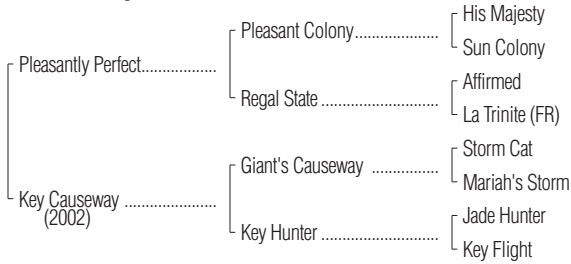 His Majesty
Pleasant Colony...................
Sun Colony
Pleasantly Perfect.................
Affirmed
Regal State ...........................
La Trinite (FR)
Storm Cat
Giant's Causeway ...............
Mariah's Storm
Key Causeway .....................
(2002)
Jade Hunter
Key Hunter ...........................
Key Flight